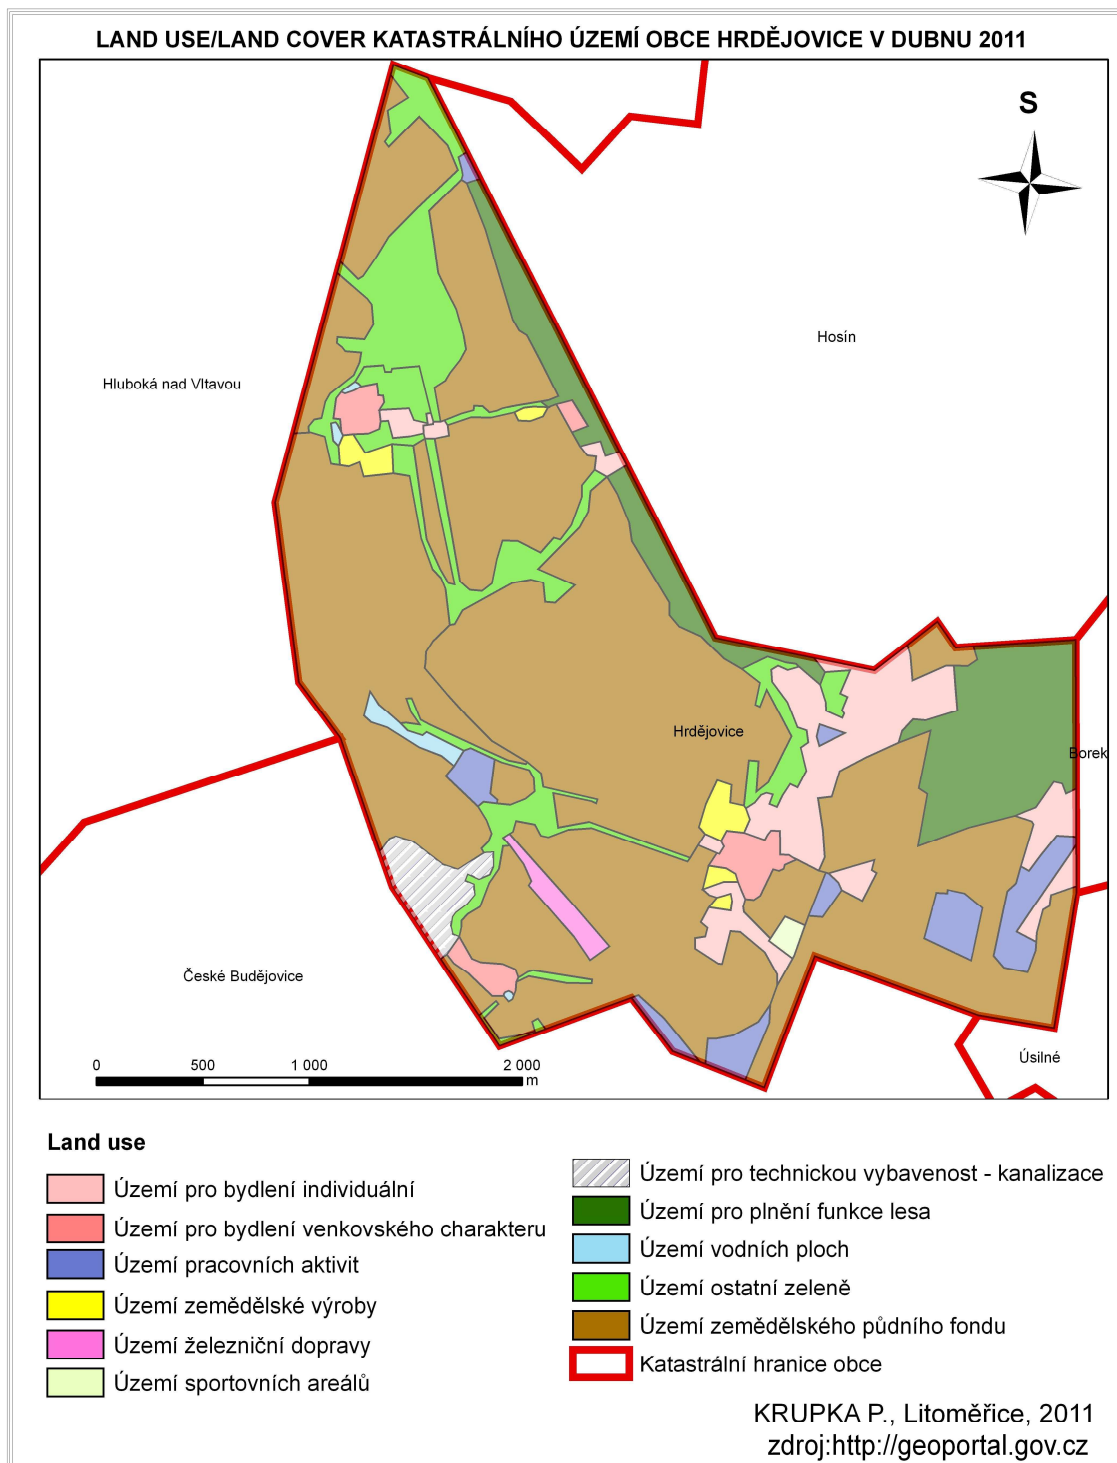 LAND USE/LAND COVER KATASTRÁLNÍHO ÚZEMÍ OBCE HRDĚJOVICE V DUBNU 2011
S
Hosín
Hluboká nad Vltavou
Hrdějovice
Borek
České Budějovice
Úsilné
0 500 1 000 2 000
m
Land use
Území pro bydlení individuální
Území pro bydlení venkovského charakteru
Území pracovních aktivit
Území zemědělské výroby
Území železniční dopravy
Území sportovních areálů
Území pro technickou vybavenost - kanalizace
Území pro plnění funkce lesa
Území vodních ploch
Území ostatní zeleně
Území zemědělského půdního fondu
Katastrální hranice obce
KRUPKA P., Litoměřice, 2011
zdroj:http://geoportal.gov.cz